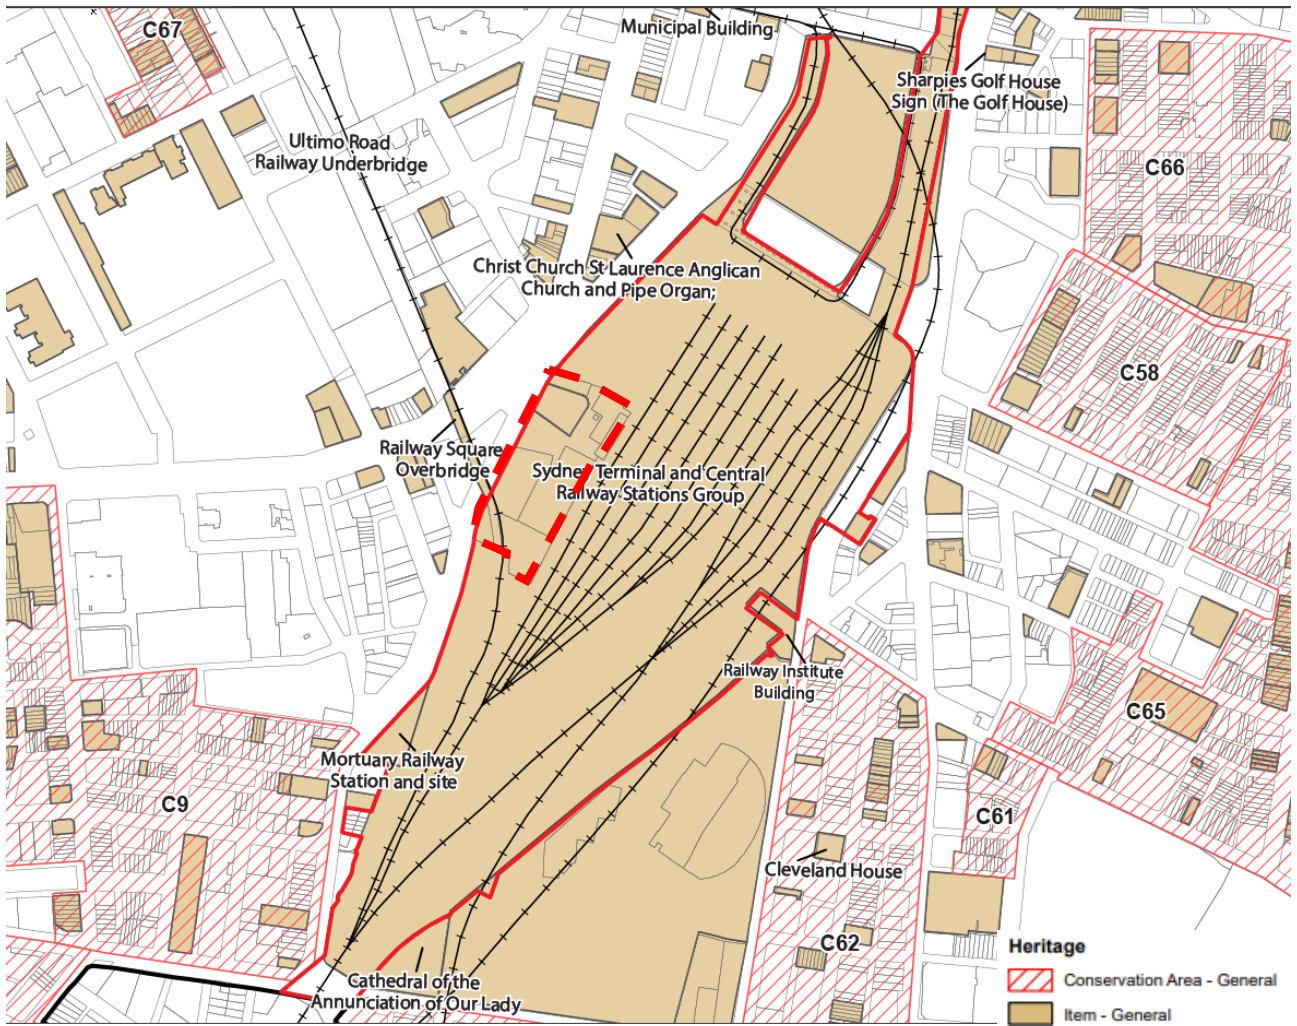 C67
Municipal Building
Sharpies Golf House
Sign (The Golf House)
Ultimo Road
Railway Underbridge
C66
Christ Church St Laurence Anglican
Church and Pipe Organ;
C58
Railway Square
Overbridge
Sydney Terminal and Central
Railway Stations Group
Railway Institute
Building
C65
Mortuary Railway
Station and site
C9
C61
Cleveland House
C62
Cathedral of the
Annunciation of Our Lady
Heritage
Conservation Area - General
Item - General